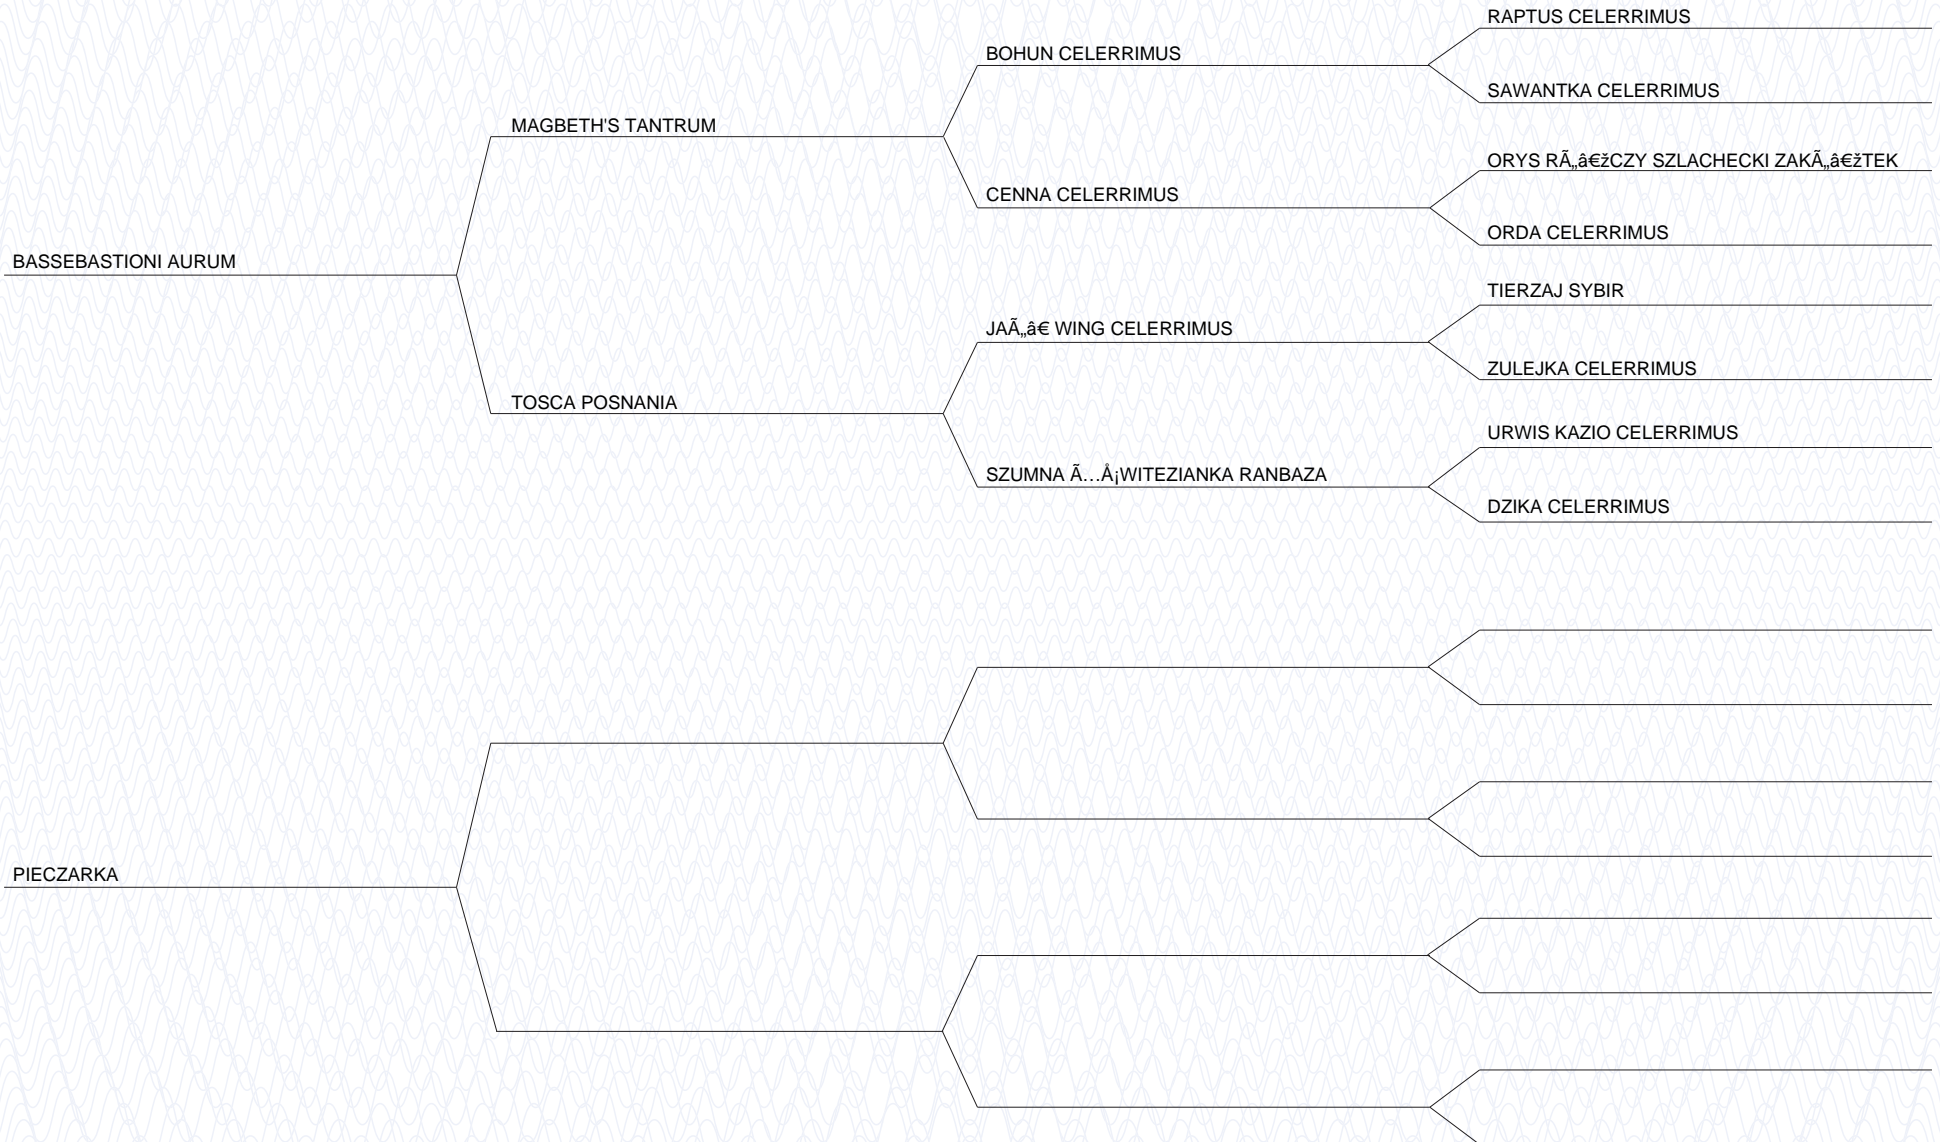 RAPTUS CELERRIMUS
BOHUN CELERRIMUS
SAWANTKA CELERRIMUS
MAGBETH'S TANTRUM
ORYS RÃ„â€žCZY SZLACHECKI ZAKÃ„â€žTEK
CENNA CELERRIMUS
ORDA CELERRIMUS
BASSEBASTIONI AURUM
TIERZAJ SYBIR
JAÃ„â€ WING CELERRIMUS
ZULEJKA CELERRIMUS
TOSCA POSNANIA
URWIS KAZIO CELERRIMUS
SZUMNA Ã…Å¡WITEZIANKA RANBAZA
DZIKA CELERRIMUS
PIECZARKA